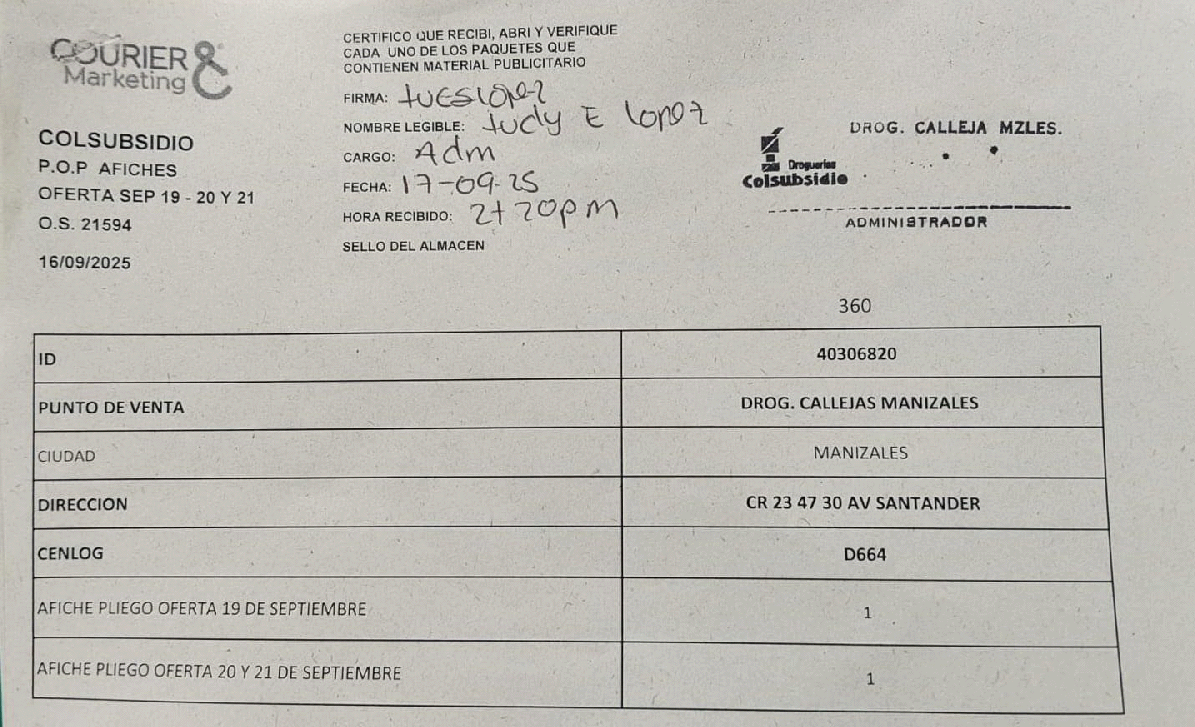 COURIER &
Marketing
COLSUBSIDIO
P.O.P AFICHES
OFERTA SEP 19 - 20 Y 21
O.S. 21594
16/09/2025
CERTIFICO QUE RECIBI, ABRI Y VERIFIQUE
CADA UNO DE LOS PAQUETES QUE
CONTIENEN MATERIAL PUBLICITARIO
FIRMA:
NOMBRE LEGIBLE: Judy E Lopez
CARGO: Adm
FECHA: 17-09-25
HORA RECIBIDO: 2+20pm
SELLO DEL ALMACEN
DROG. CALLEJA MZLES.
Droguerías
Colsubsidio
ADMINISTRADOR
360
ID 40306820
PUNTO DE VENTA DROG. CALLEJAS MANIZALES
CIUDAD MANIZALES
DIRECCION CR 23 47 30 AV SANTANDER
CENLOG D664
AFICHE PLIEGO OFERTA 19 DE SEPTIEMBRE 1
AFICHE PLIEGO OFERTA 20 Y 21 DE SEPTIEMBRE 1